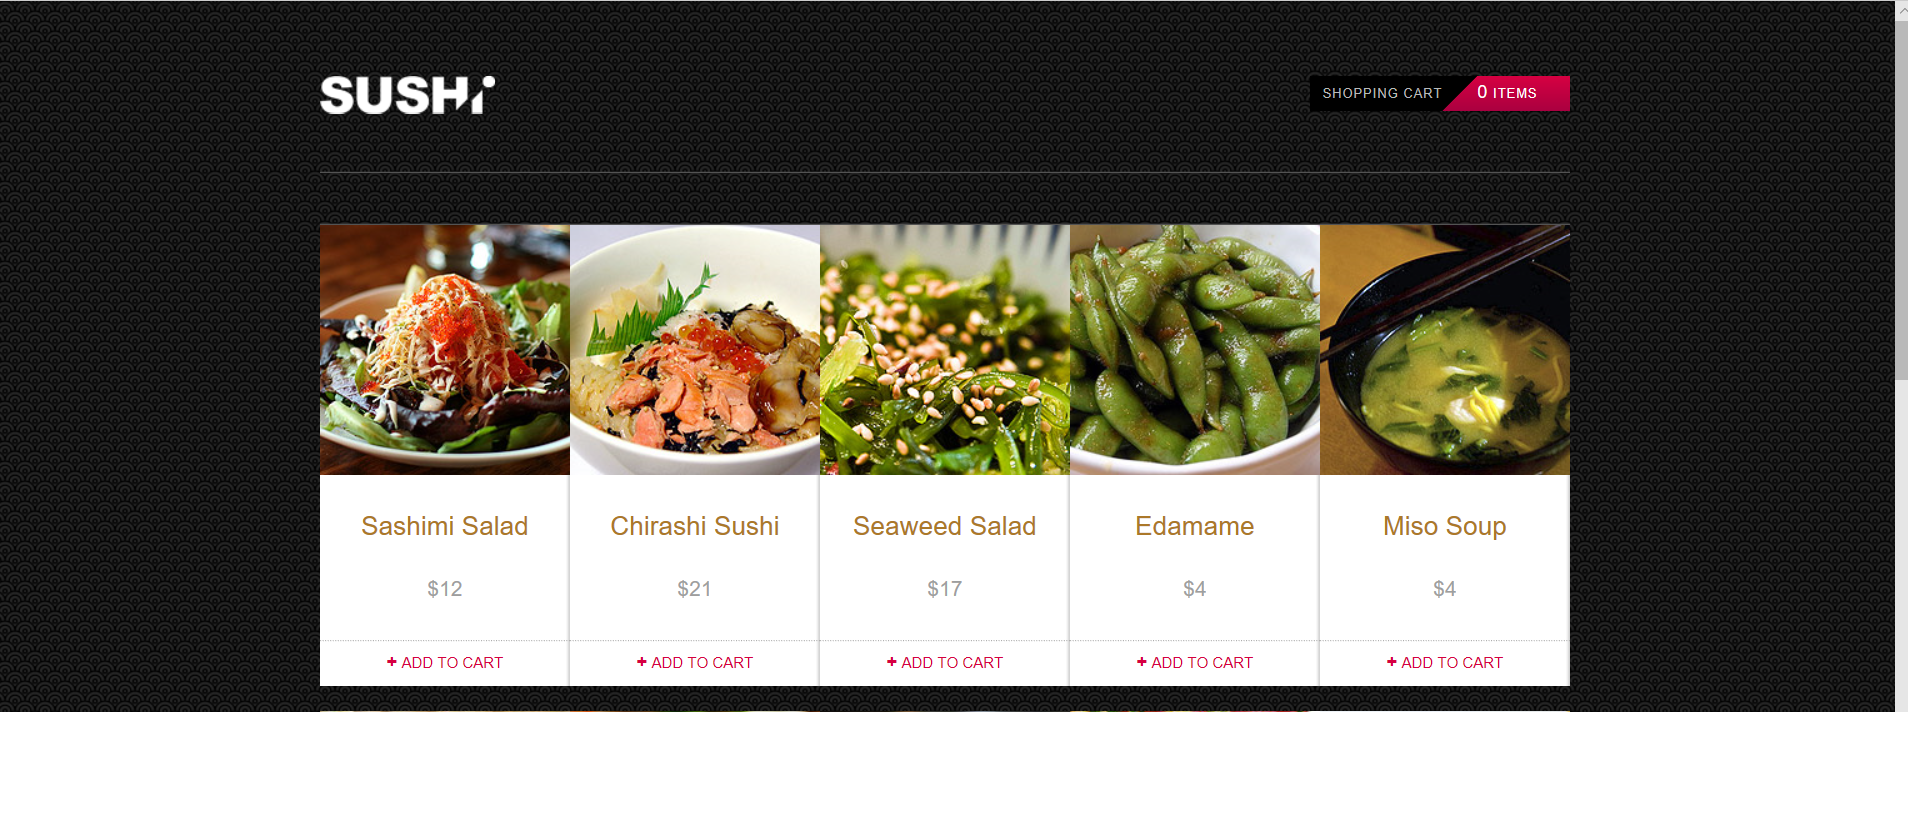 SUSHi
SHOPPING CART 0 ITEMS
Sashimi Salad
$12
+ ADD TO CART
Chirashi Sushi
$21
+ ADD TO CART
Seaweed Salad
$17
+ ADD TO CART
Edamame
$4
+ ADD TO CART
Miso Soup
$4
+ ADD TO CART